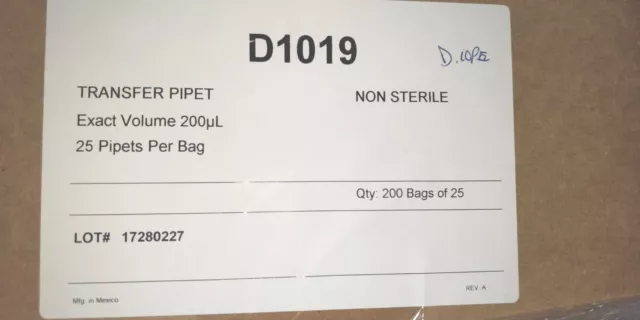 D1019
TRANSFER PIPET
NON STERILE
Exact Volume 200µL
25 Pipets Per Bag
Qty: 200 Bags of 25
LOT# 17280227
Mfg. in Mexico
REV. A